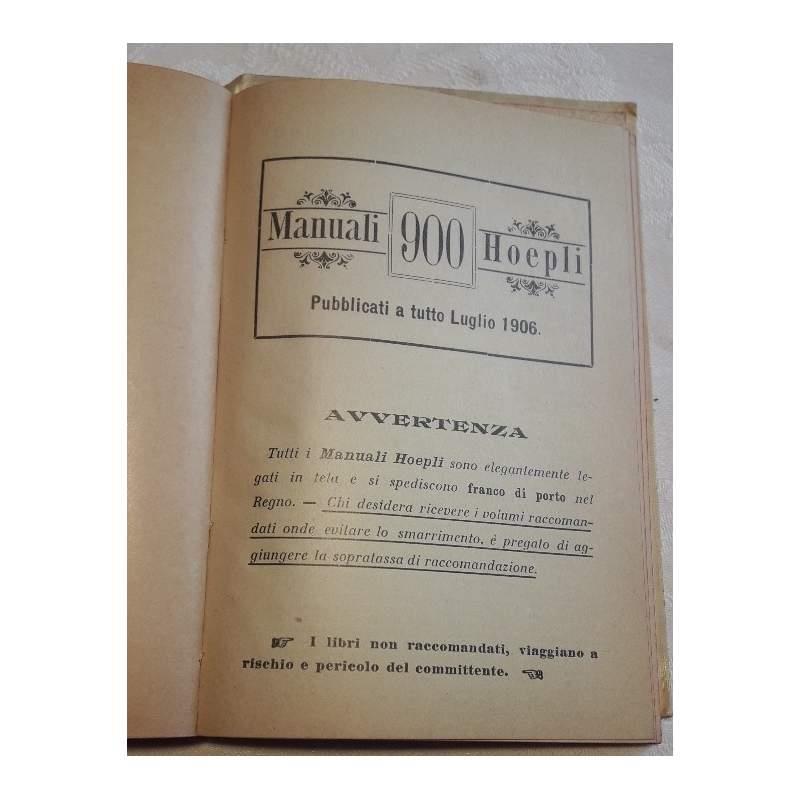 Manuali 900 Hoepli
Pubblicati a tutto Luglio 1906.
AVVERTENZA
Tutti i Manuali Hoepli sono elegantemente le-
gati in tela e si spediscono franco di porto nel
Regno. — Chi desidera ricevere i volumi raccoman-
dati onde evitare lo smarrimento, è pregato di ag-
giungere la sopratassa di raccomandazione.
I libri non raccomandati, viaggiano a
rischio e pericolo del committente.